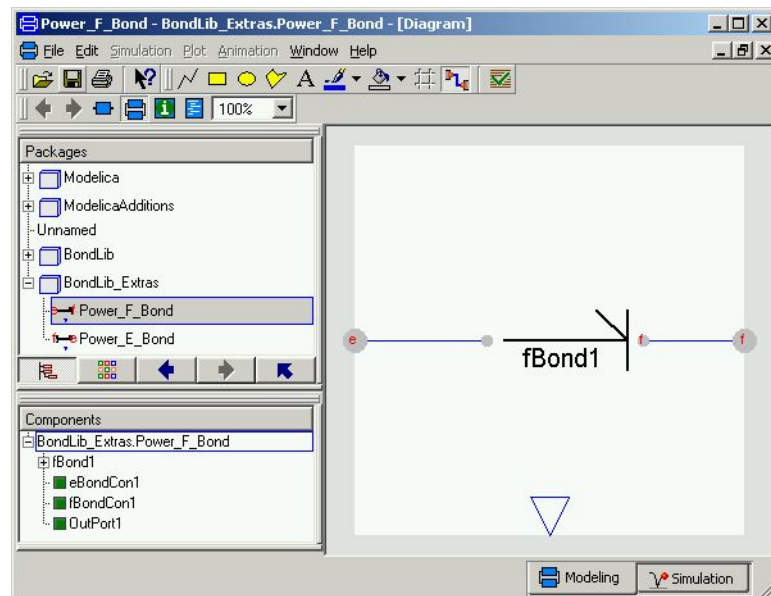 Power_F_Bond - BondLib_Extras.Power_F_Bond - [Diagram]
File Edit Simulation Plot Animation Window Help
A
100%
Packages
Modelica
ModelicaAdditions
Unnamed
BondLib
BondLib_Extras
e f Power_F_Bond
f e Power_E_Bond
Components
BondLib_Extras.Power_F_Bond
fBond1
eBondCon1
fBondCon1
OutPort1
e f f
fBond1
Modeling Simulation